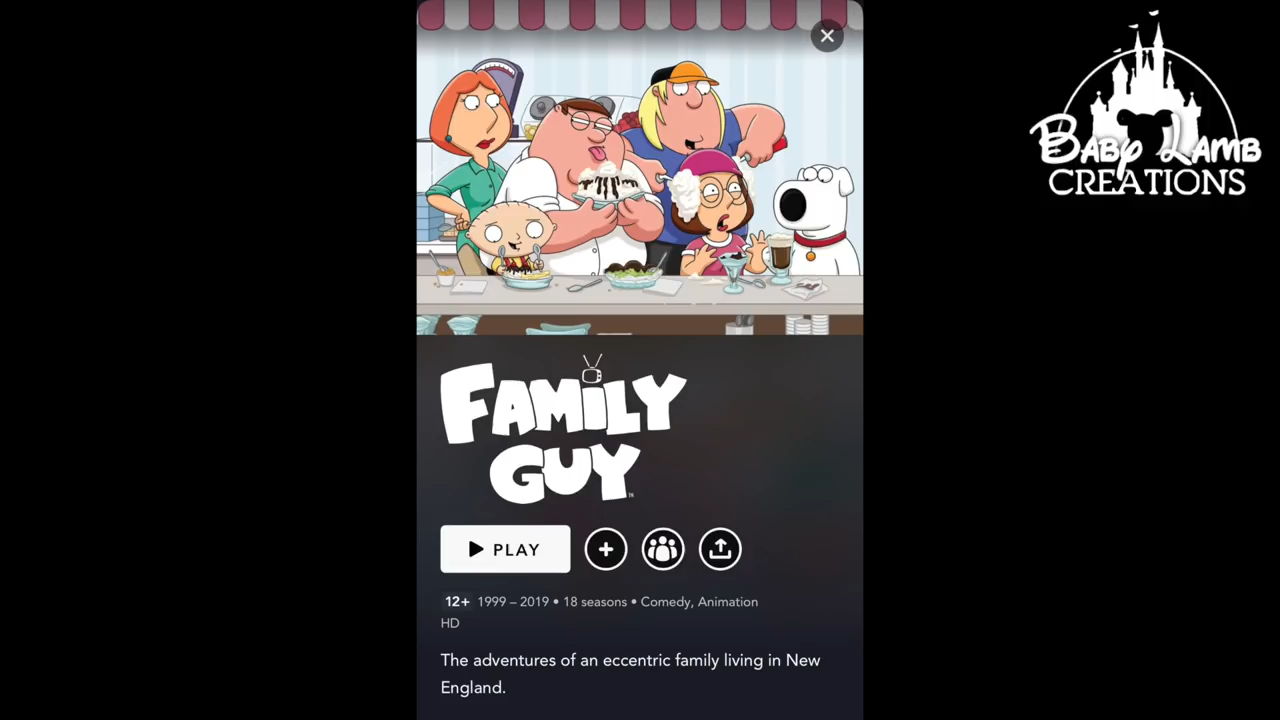 BABY LAMB
CREATIONS
FAMILY
GUY
TM
PLAY
12+ 1999 – 2019 • 18 seasons • Comedy, Animation
HD
The adventures of an eccentric family living in New
England.